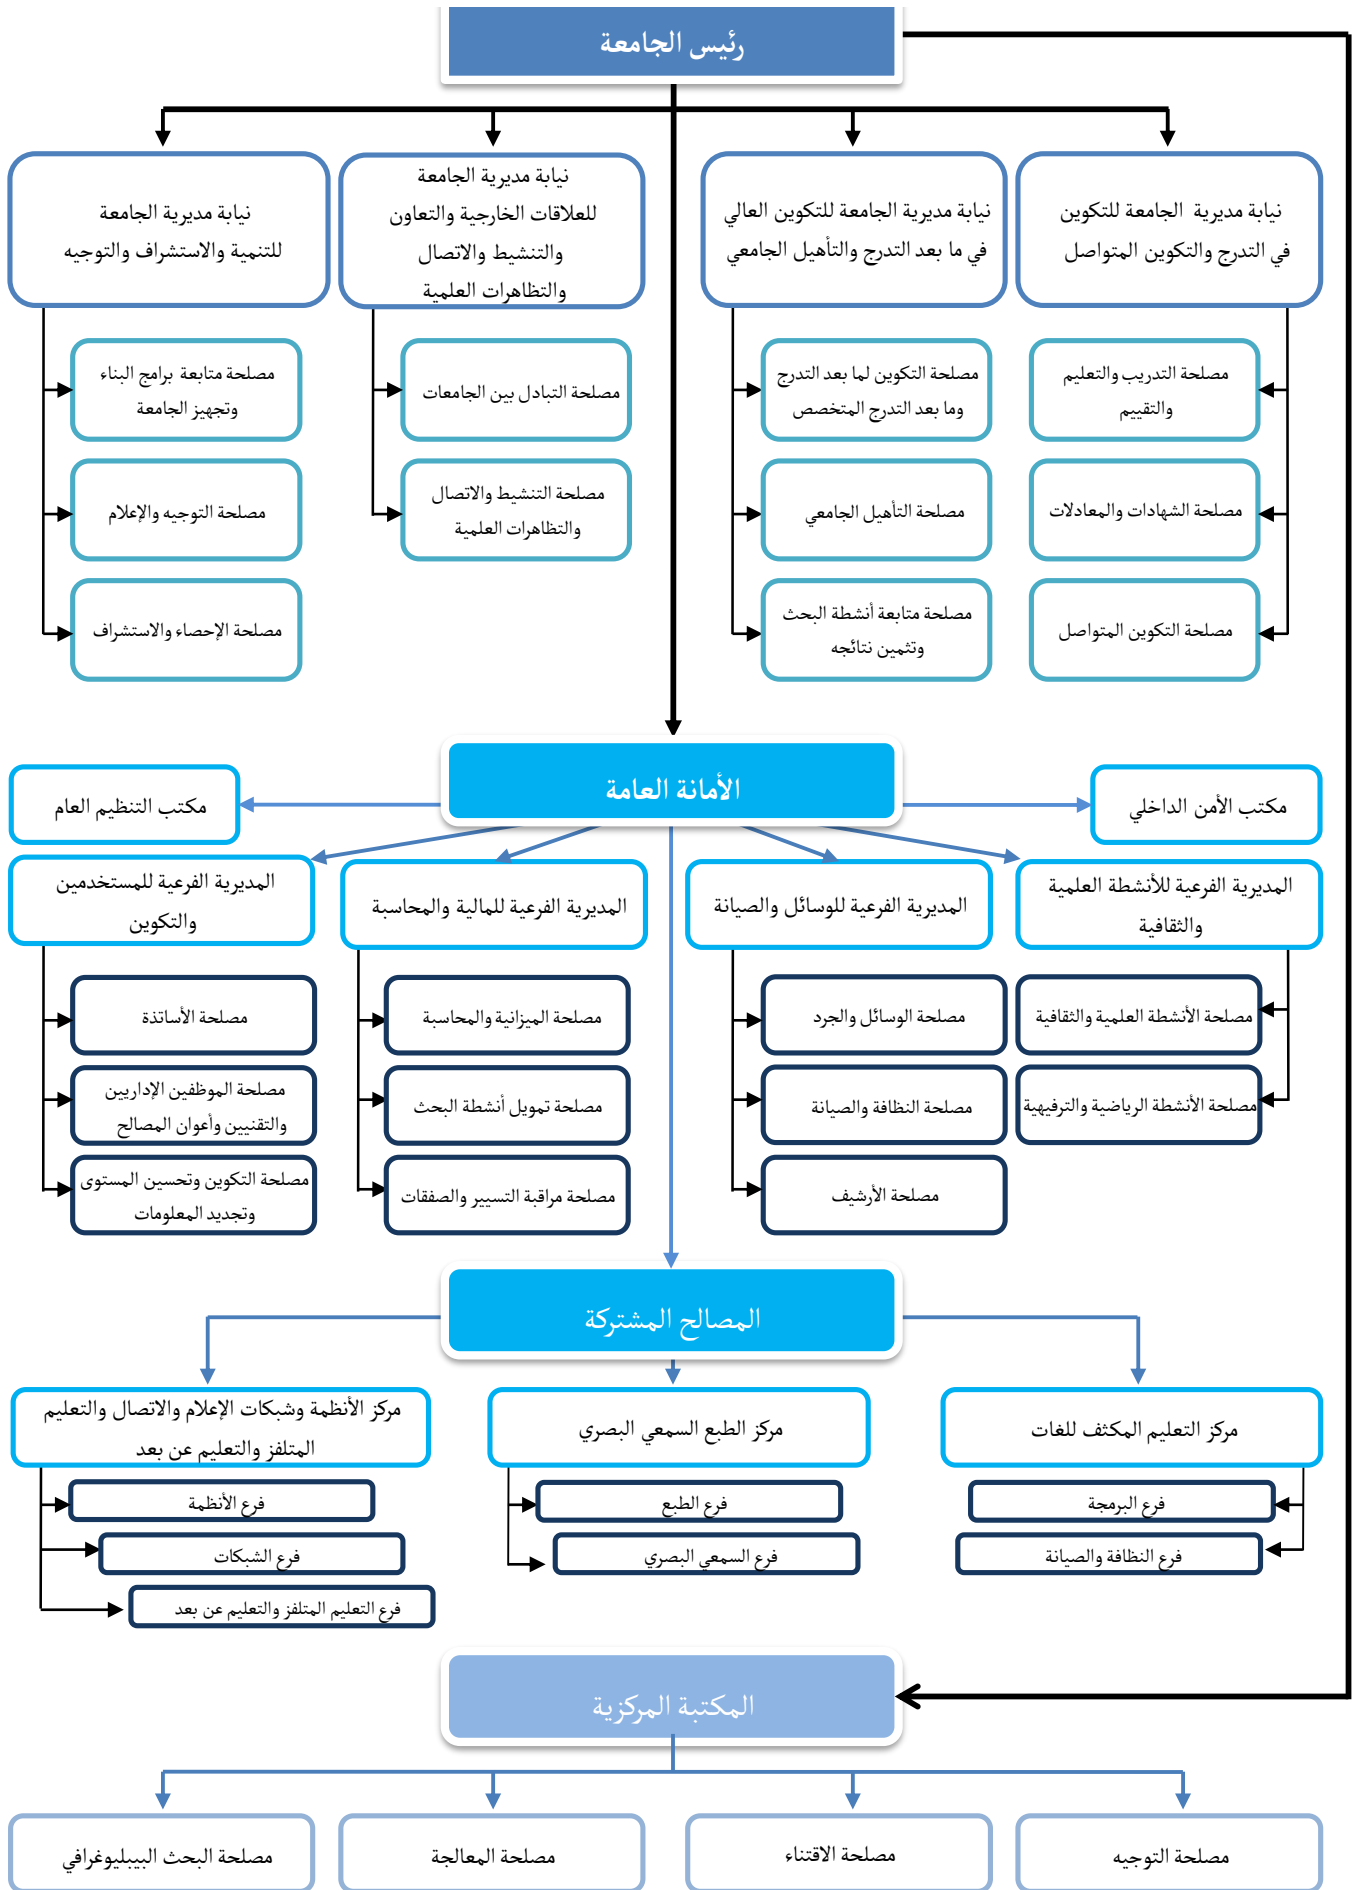 رئيس الجامعة
نيابة مديرية الجامعة للتكوين
في التدرج والتكوين المتواصل
نيابة مديرية الجامعة للتكوين العالي
في ما بعد التدرج والتأهيل الجامعي
نيابة مديرية الجامعة
للعلاقات الخارجية والتعاون
والتنشيط والاتصال
والتظاهرات العلمية
نيابة مديرية الجامعة
للتنمية والاستشراف والتوجيه
مصلحة التدريب والتعليم
والتقييم
مصلحة الشهادات والمعادلات
مصلحة التكوين المتواصل
مصلحة التكوين لما بعد التدرج
وما بعد التدرج المتخصص
مصلحة التأهيل الجامعي
مصلحة متابعة أنشطة البحث
وتثمين نتائجه
مصلحة التبادل بين الجامعات
مصلحة التنشيط والاتصال
والتظاهرات العلمية
مصلحة متابعة برامج البناء
وتجهيز الجامعة
مصلحة التوجيه والإعلام
مصلحة الإحصاء والاستشراف
الأمانة العامة
مكتب الأمن الداخلي
مكتب التنظيم العام
المديرية الفرعية للأنشطة العلمية
والثقافية
المديرية الفرعية للوسائل والصيانة
المديرية الفرعية للمالية والمحاسبة
المديرية الفرعية للمستخدمين
والتكوين
مصلحة الأنشطة العلمية والثقافية
مصلحة الأنشطة الرياضية والترفيهية
مصلحة الوسائل والجرد
مصلحة النظافة والصيانة
مصلحة الأرشيف
مصلحة الميزانية والمحاسبة
مصلحة تمويل أنشطة البحث
مصلحة مراقبة التسيير والصفقات
مصلحة الأساتذة
مصلحة الموظفين الإداريين
والتقنيين وأعوان المصالح
مصلحة التكوين وتحسين المستوى
وتجديد المعلومات
المصالح المشتركة
مركز التعليم المكثف للغات
مركز الطبع السمعي البصري
مركز الأنظمة وشبكات الإعلام والاتصال والتعليم
المتلفز والتعليم عن بعد
فرع البرمجة
فرع النظافة والصيانة
فرع الطبع
فرع السمعي البصري
فرع الأنظمة
فرع الشبكات
فرع التعليم المتلفز والتعليم عن بعد
المكتبة المركزية
مصلحة التوجيه
مصلحة الاقتناء
مصلحة المعالجة
مصلحة البحث البيبليوغرافي